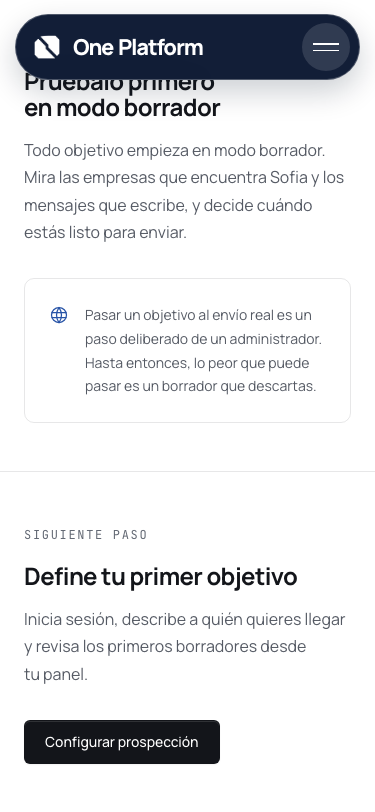 One Platform
Pruébalo primero
en modo borrador
Todo objetivo empieza en modo borrador.
Mira las empresas que encuentra Sofia y los
mensajes que escribe, y decide cuándo
estás listo para enviar.
Pasar un objetivo al envío real es un
paso deliberado de un administrador.
Hasta entonces, lo peor que puede
pasar es un borrador que descartas.
SIGUIENTE PASO
Define tu primer objetivo
Inicia sesión, describe a quién quieres llegar
y revisa los primeros borradores desde
tu panel.
Configurar prospección